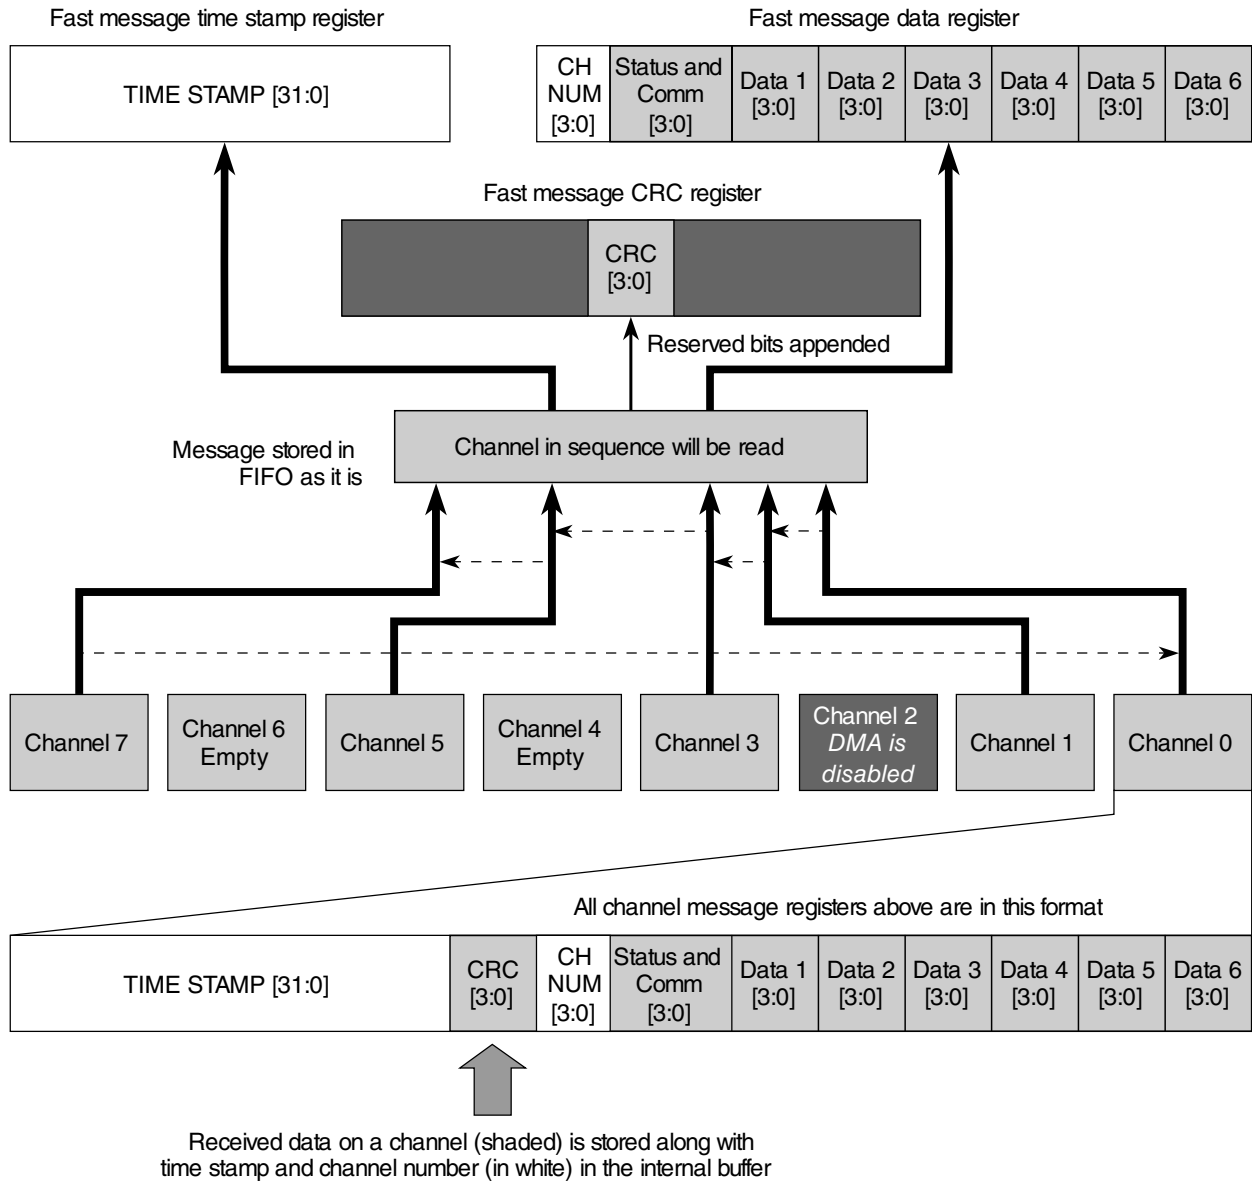 Fast message time stamp register
Fast message data register
TIME STAMP [31:0]
CH
NUM
[3:0]
Status and
Comm
[3:0]
Data 1
[3:0]
Data 2
[3:0]
Data 3
[3:0]
Data 4
[3:0]
Data 5
[3:0]
Data 6
[3:0]
Fast message CRC register
CRC
[3:0]
Reserved bits appended
Message stored in
FIFO as it is
Channel in sequence will be read
Channel 7
Channel 6
Empty
Channel 5
Channel 4
Empty
Channel 3
Channel 2
DMA is
disabled
Channel 1
Channel 0
All channel message registers above are in this format
TIME STAMP [31:0]
CRC
[3:0]
CH
NUM
[3:0]
Status and
Comm
[3:0]
Data 1
[3:0]
Data 2
[3:0]
Data 3
[3:0]
Data 4
[3:0]
Data 5
[3:0]
Data 6
[3:0]
Received data on a channel (shaded) is stored along with
time stamp and channel number (in white) in the internal buffer